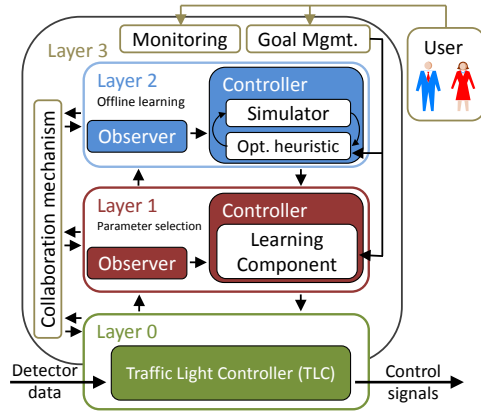 Monitoring
Goal Mgmt.
User
Layer 3
Layer 2
Offline learning
Observer
Controller
Simulator
Opt. heuristic
Collaboration mechanism
Layer 1
Parameter selection
Observer
Controller
Learning
Component
Layer 0
Traffic Light Controller (TLC)
Detector
data
Control
signals